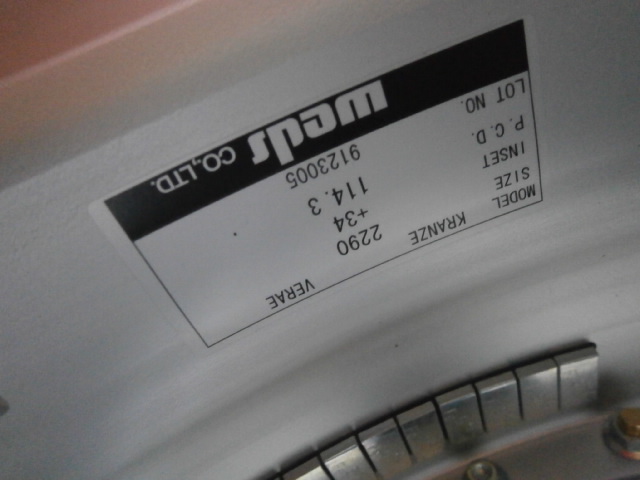 MODEL KRANZE VERAE
SIZE 2290
INSET +34
P.C.D. 114.3
LOT NO. 9123005
weds CO.,LTD.